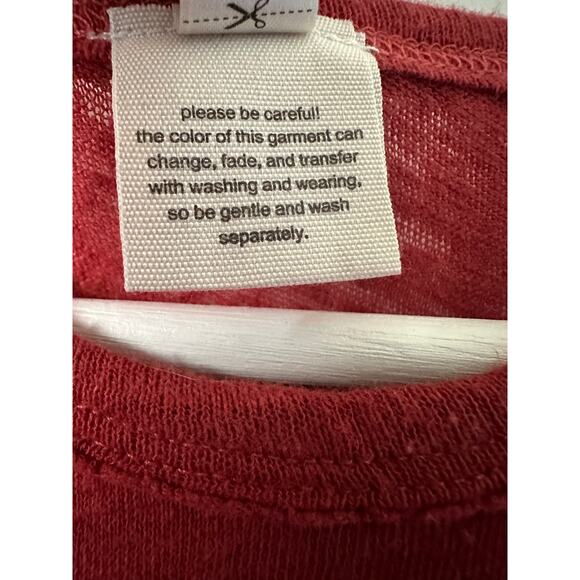 please be careful!
the color of this garment can
change, fade, and transfer
with washing and wearing,
so be gentle and wash
separately.